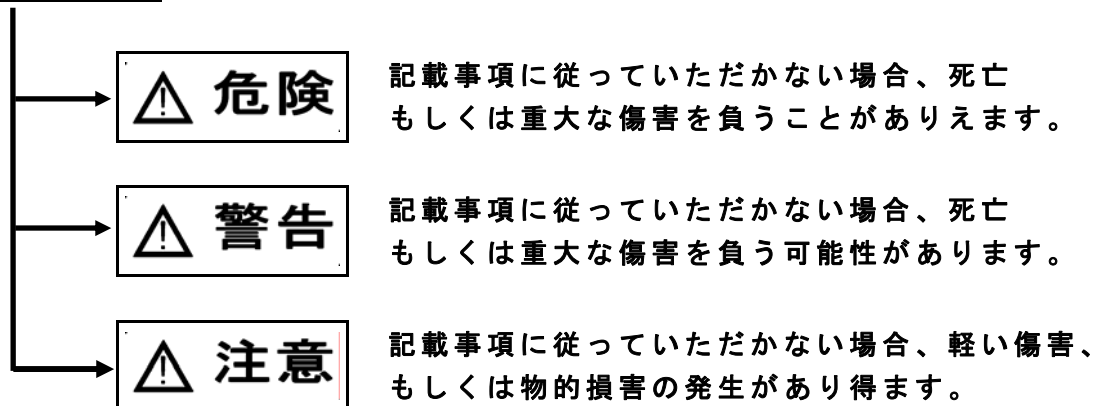 危険
記載事項に従っていただかない場合、死亡
もしくは重大な傷害を負うことがありえます。
警告
記載事項に従っていただかない場合、死亡
もしくは重大な傷害を負う可能性があります。
注意
記載事項に従っていただかない場合、軽い傷害、
もしくは物的損害の発生があり得ます。